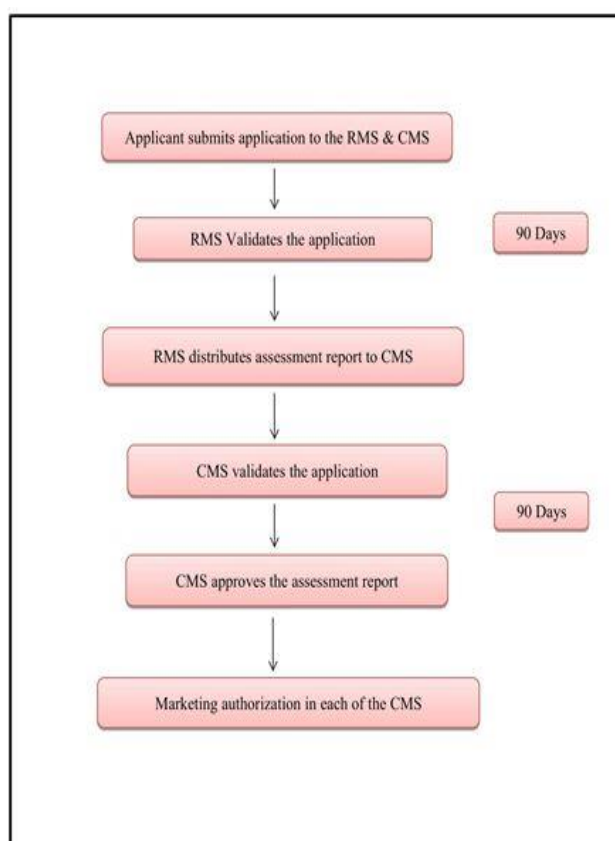 Applicant submits application to the RMS & CMS
RMS Validates the application
90 Days
RMS distributes assessment report to CMS
CMS validates the application
90 Days
CMS approves the assessment report
Marketing authorization in each of the CMS